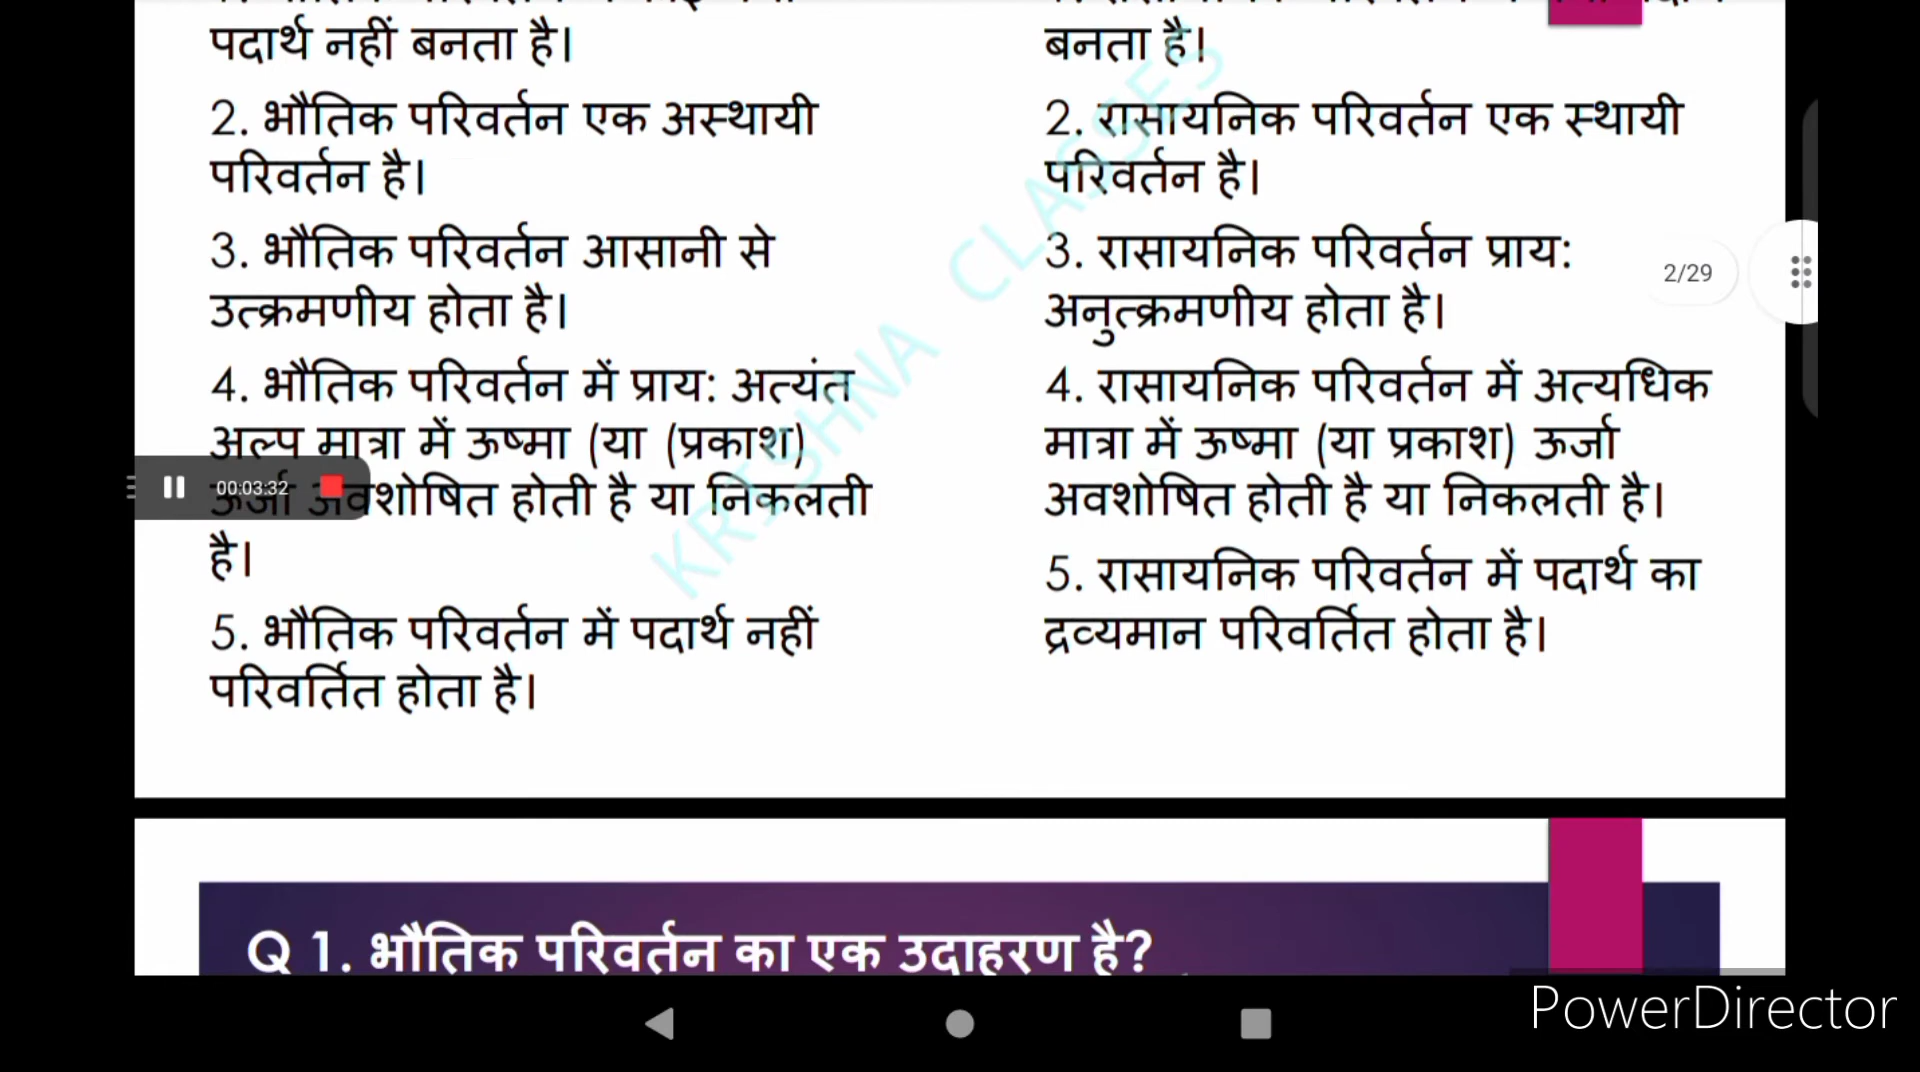 पदार्थ नहीं बनता है।
2. भौतिक परिवर्तन एक अस्थायी
परिवर्तन है।
3. भौतिक परिवर्तन आसानी से
उत्क्रमणीय होता है।
4. भौतिक परिवर्तन में प्राय: अत्यंत
अल्प मात्रा में ऊष्मा (या (प्रकाश)
ऊर्जा अवशोषित होती है या निकलती
है।
5. भौतिक परिवर्तन में पदार्थ नहीं
परिवर्तित होता है।
बनता है।
2. रासायनिक परिवर्तन एक स्थायी
परिवर्तन है।
3. रासायनिक परिवर्तन प्राय:
अनुत्क्रमणीय होता है।
4. रासायनिक परिवर्तन में अत्यधिक
मात्रा में ऊष्मा (या प्रकाश) ऊर्जा
अवशोषित होती है या निकलती है।
5. रासायनिक परिवर्तन में पदार्थ का
द्रव्यमान परिवर्तित होता है।
KRISHNA CLASSES
2/29
00:03:32
Q 1. भौतिक परिवर्तन का एक उदाहरण है?
PowerDirector